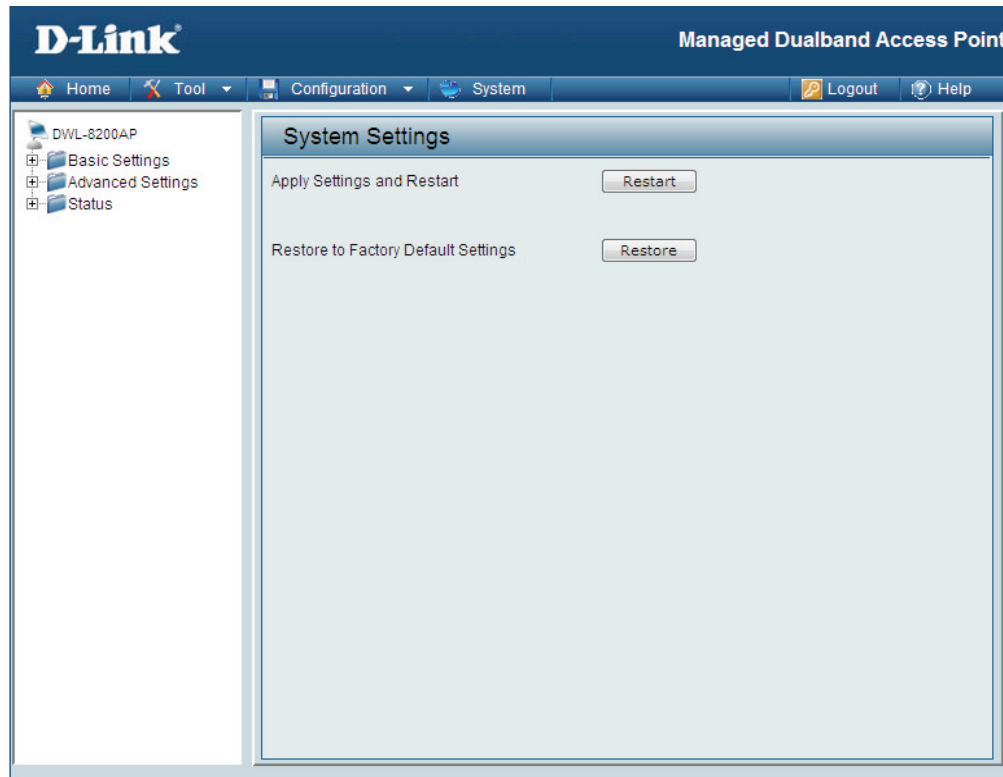 D-Link
Managed Dualband Access Point
Home Tool Configuration System Logout Help
DWL-8200AP
Basic Settings
Advanced Settings
Status
System Settings
Apply Settings and Restart Restart
Restore to Factory Default Settings Restore